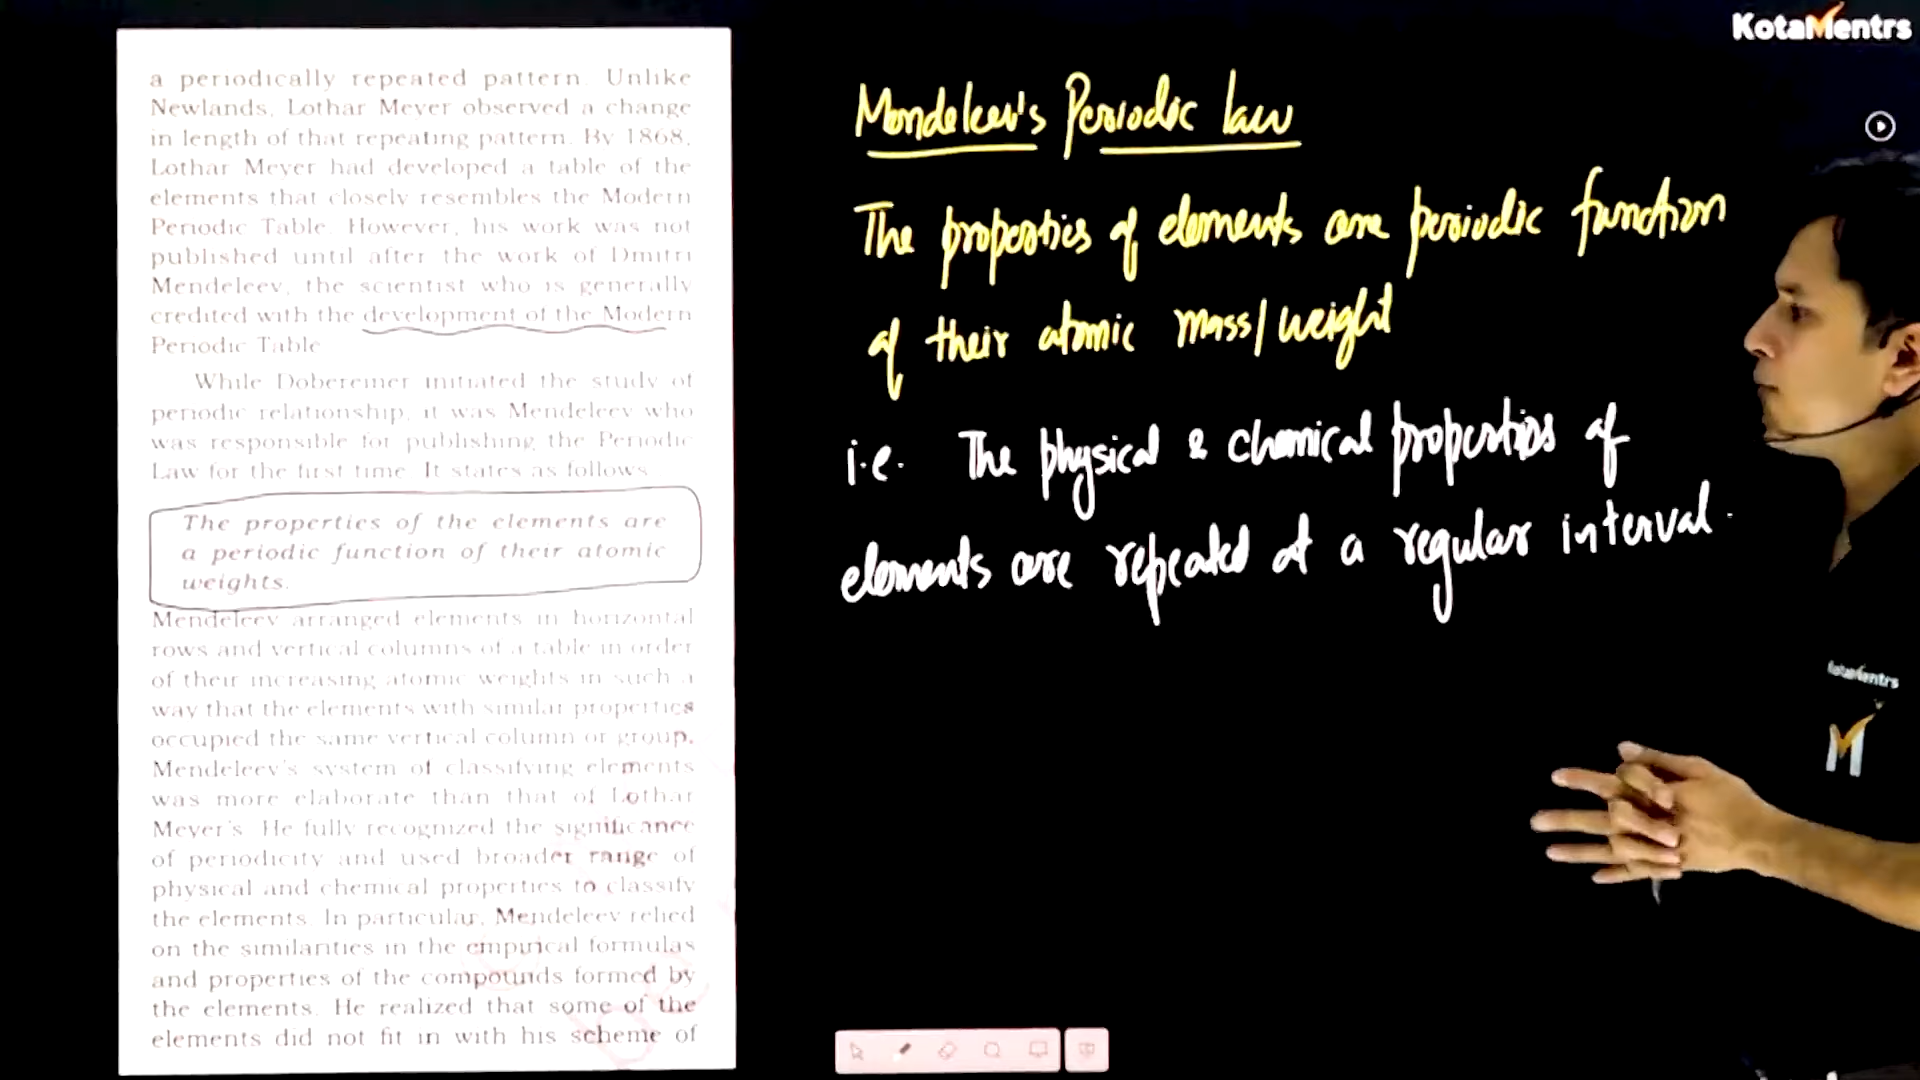 a periodically repeated pattern. Unlike
Newlands, Lothar Meyer observed a change
in length of that repeating pattern. By 1868,
Lothar Meyer had developed a table of the
elements that closely resembles the Modern
Periodic Table. However, his work was not
published until after the work of Dmitri
Mendeleev, the scientist who is generally
credited with the development of the Modern
Periodic Table.
While Dobereiner initiated the study of
periodic relationship, it was Mendeleev who
was responsible for publishing the Periodic
Law for the first time. It states as follows
The properties of the elements are
a periodic function of their atomic
weights.
Mendeleev arranged elements in horizontal
rows and vertical columns of a table in order
of their increasing atomic weights in such a
way that the elements with similar properties
occupied the same vertical column or group.
Mendeleev's system of classifying elements
was more elaborate than that of Lothar
Meyer's. He fully recognized the significance
of periodicity and used broader range of
physical and chemical properties to classify
the elements. In particular, Mendeleev relied
on the similarities in the empirical formulas
and properties of the compounds formed by
the elements. He realized that some of the
elements did not fit in with his scheme of
KotaMentrs
Mendeleev's Periodic law
The properties of elements are periodic function
of their atomic mass/weight
i.e. The physical & chemical properties of
elements are repeated at a regular interval.
KotaMentrs
M